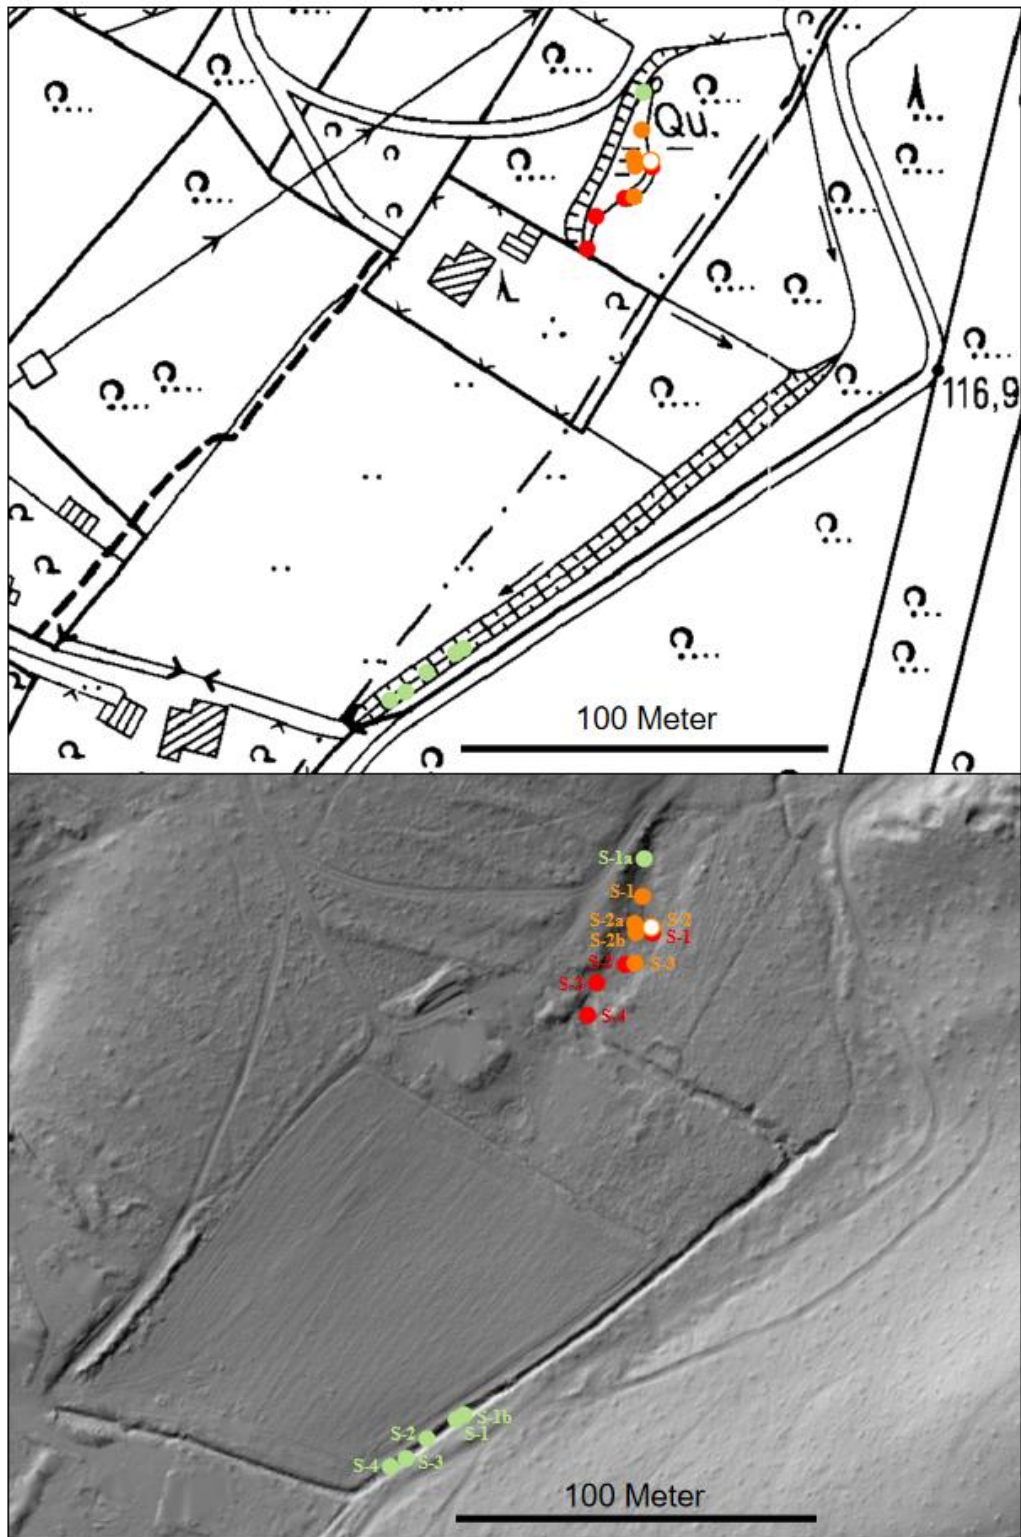 Qu.
116,9
100 Meter
S-1a
S-1
S-2a S-2
S-2b S-1
S-2 S-3
S-3
S-4
S-1b
S-2 S-1
S-4 S-3
100 Meter